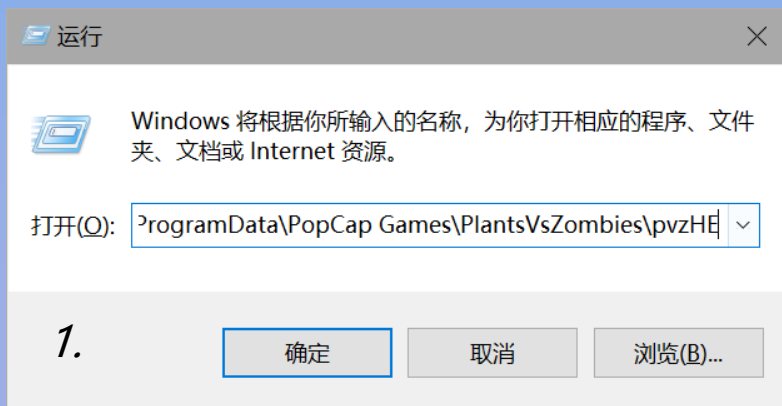 运行
Windows 将根据你所输入的名称，为你打开相应的程序、文件
夹、文档或 Internet 资源。
打开(O): ProgramData\PopCap Games\PlantsVsZombies\pvzHE
1.
确定 取消 浏览(B)...